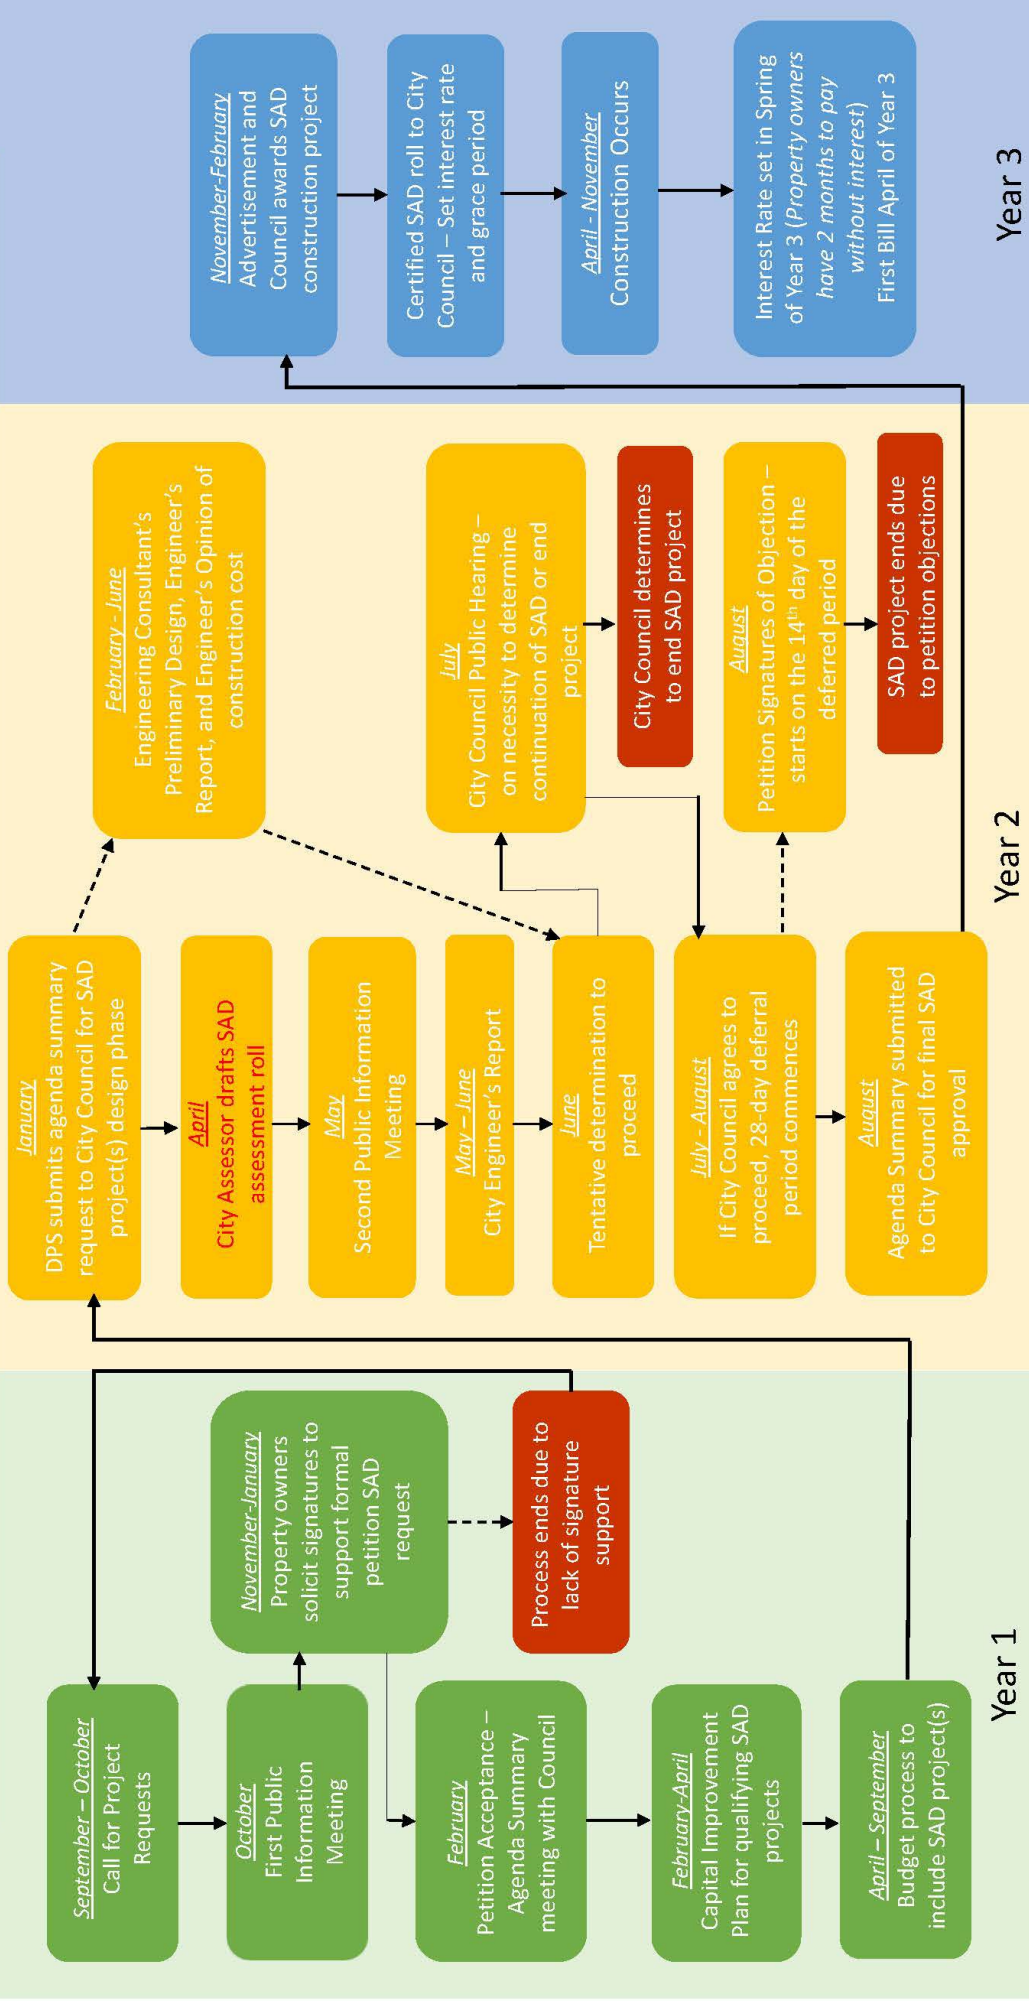 September – October
Call for Project
Requests
October
First Public
Information
Meeting
November-January
Property owners
solicit signatures to
support formal
petition SAD
request
Process ends due to
lack of signature
support
February
Petition Acceptance –
Agenda Summary
meeting with Council
February-April
Capital Improvement
Plan for qualifying SAD
projects
April – September
Budget process to
include SAD project(s)
Year 1
January
DPS submits agenda summary
request to City Council for SAD
project(s) design phase
February - June
Engineering Consultant's
Preliminary Design, Engineer's
Report, and Engineer's Opinion of
construction cost
April
City Assessor drafts SAD
assessment roll
May
Second Public Information
Meeting
May – June
City Engineer's Report
June
Tentative determination to
proceed
July
City Council Public Hearing –
on necessity to determine
continuation of SAD or end
project
City Council determines
to end SAD project
July - August
If City Council agrees to
proceed, 28-day deferral
period commences
August
Petition Signatures of Objection –
starts on the 14th day of the
deferred period
SAD project ends due
to petition objections
August
Agenda Summary submitted
to City Council for final SAD
approval
Year 2
November-February
Advertisement and
Council awards SAD
construction project
Certified SAD roll to City
Council – Set interest rate
and grace period
April - November
Construction Occurs
Interest Rate set in Spring
of Year 3 (Property owners
have 2 months to pay
without interest)
First Bill April of Year 3
Year 3